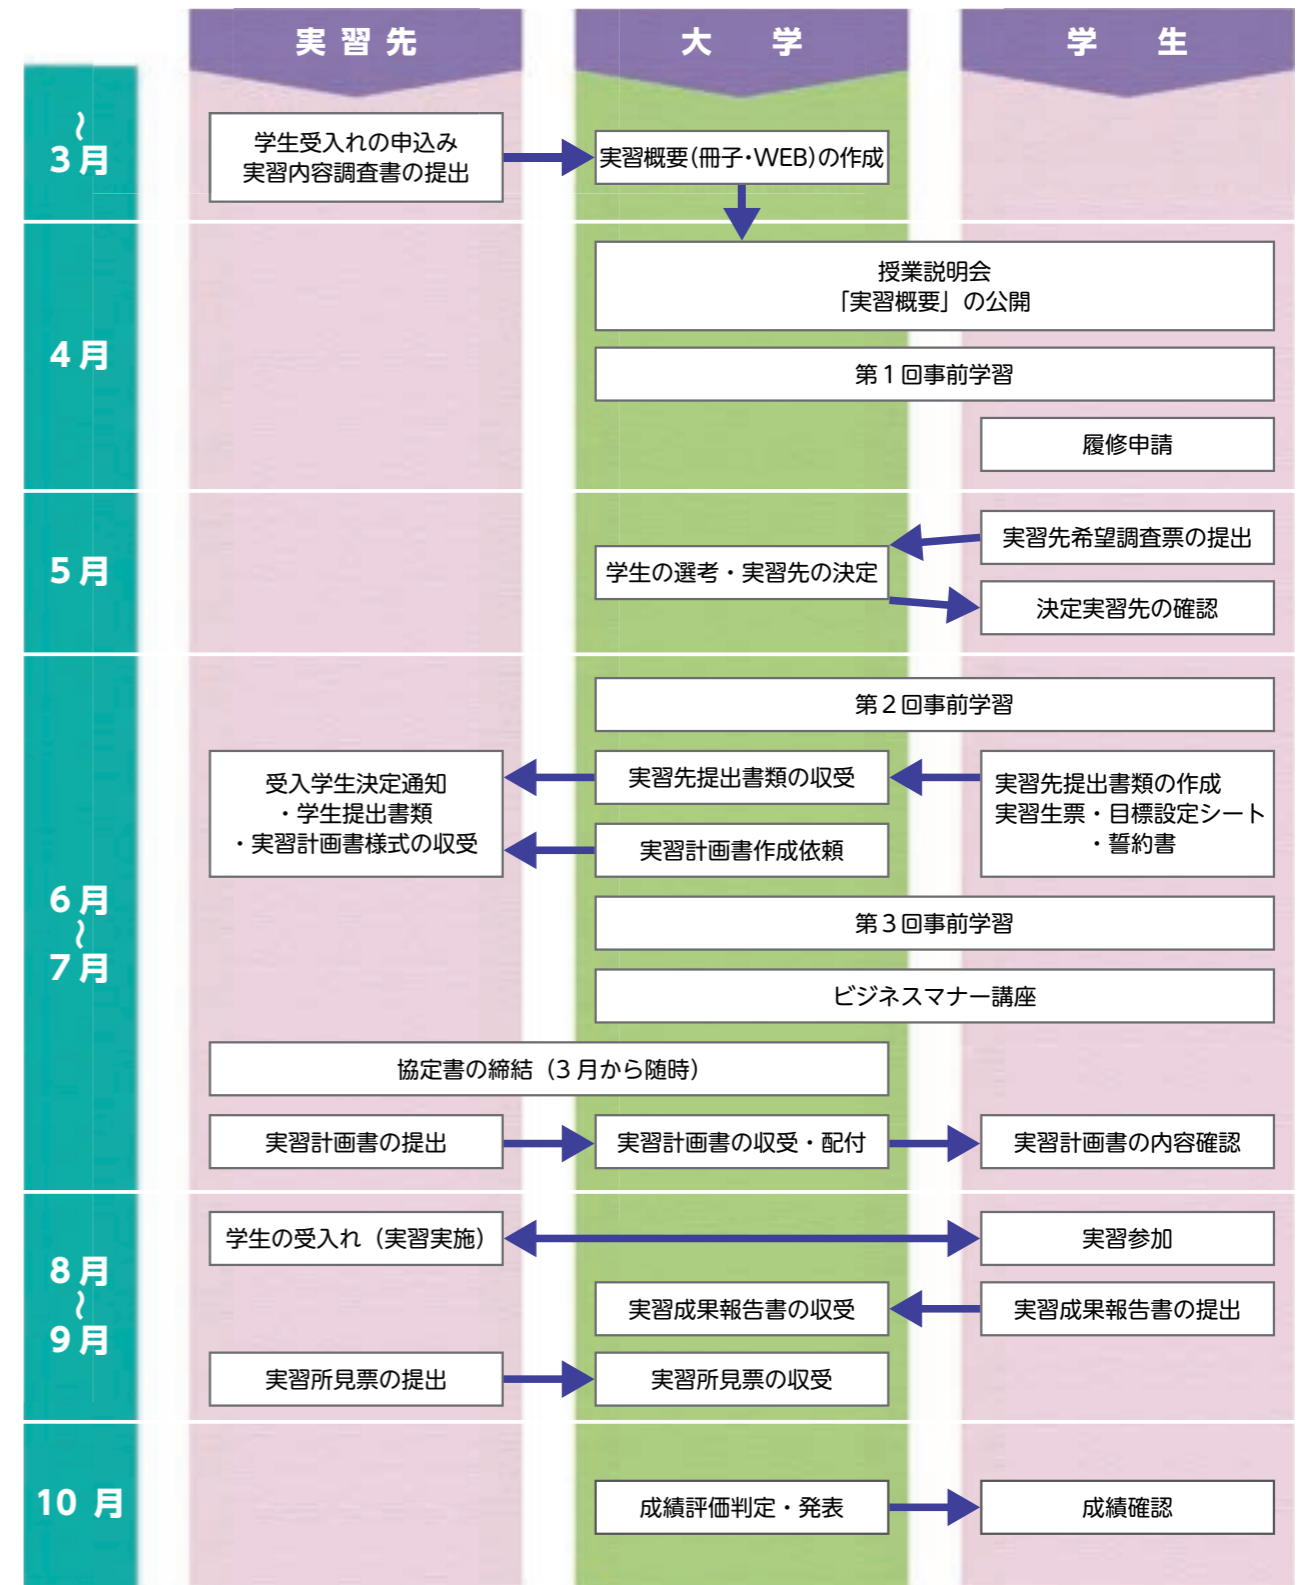 実習先
大学
学生
～
3月
学生受入れの申込み
実習内容調査書の提出
実習概要(冊子・WEB)の作成
4月
授業説明会
「実習概要」の公開
第1回事前学習
履修申請
5月
実習先希望調査票の提出
学生の選考・実習先の決定
決定実習先の確認
6月
～
7月
第2回事前学習
受入学生決定通知
・学生提出書類
・実習計画書様式の収受
実習先提出書類の収受
実習計画書作成依頼
実習先提出書類の作成
実習生票・目標設定シート
・誓約書
第3回事前学習
ビジネスマナー講座
協定書の締結（3月から随時）
実習計画書の提出
実習計画書の収受・配付
実習計画書の内容確認
8月
～
9月
学生の受入れ（実習実施）
実習参加
実習成果報告書の収受
実習成果報告書の提出
実習所見票の提出
実習所見票の収受
10月
成績評価判定・発表
成績確認